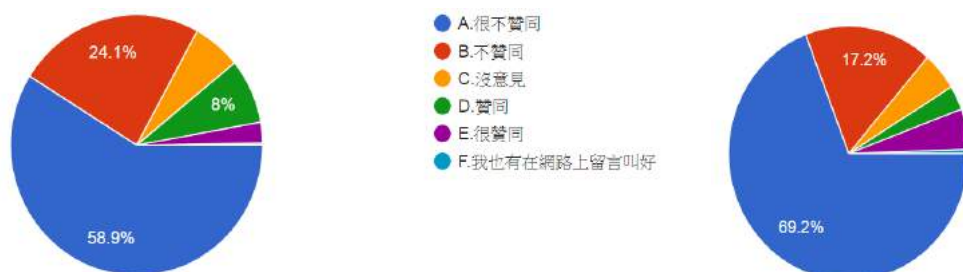 24.1%
8%
58.9%
A.很不贊同
B.不贊同
C.沒意見
D.贊同
E.很贊同
F.我也有在網路上留言叫好
17.2%
69.2%